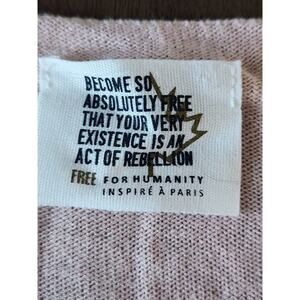 BECOME SO
ABSOLUTELY FREE
THAT YOUR VERY
EXISTENCE IS AN
ACT OF REBELLION
FREE FOR HUMANITY
INSPIRÉ À PARIS